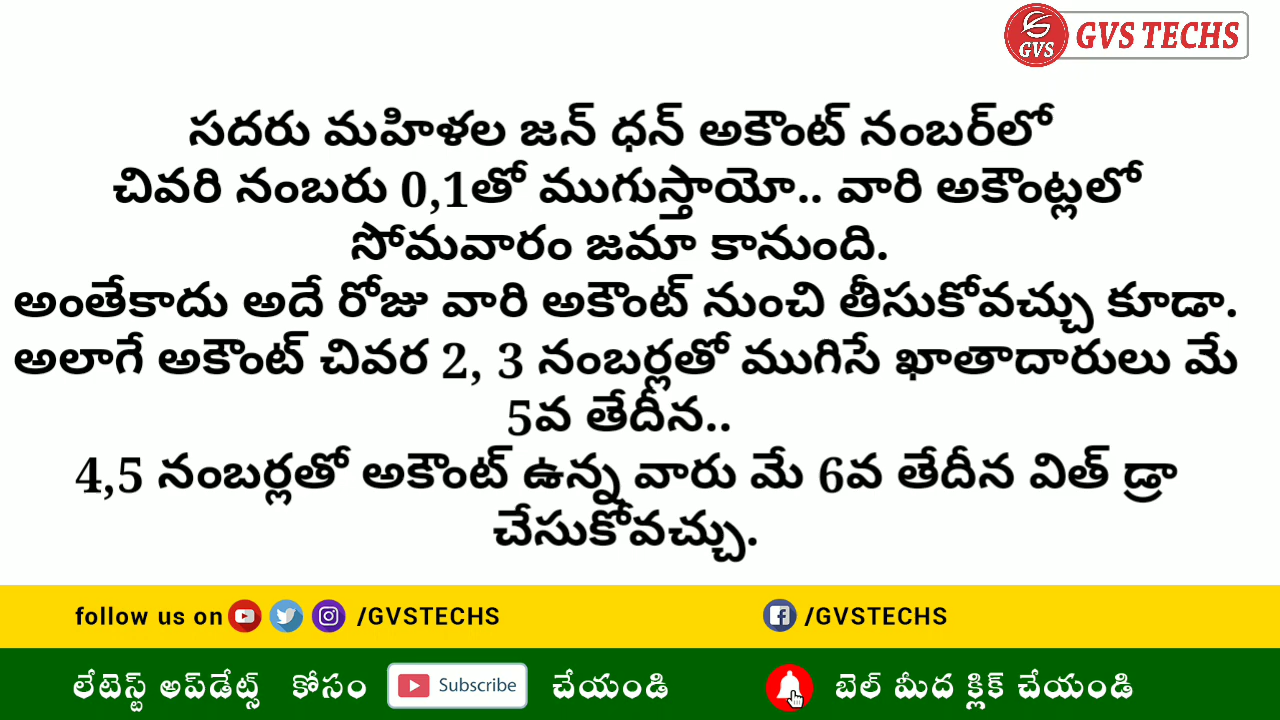 GVS GVS TECHS
సదరు మహిళల జన్ ధన్ అకౌంట్ నంబర్‌లో
చివరి నంబరు 0,1తో ముగుస్తాయో.. వారి అకౌంట్లలో
సోమవారం జమా కానుంది.
అంతేకాదు అదే రోజు వారి అకౌంట్ నుంచి తీసుకోవచ్చు కూడా.
అలాగే అకౌంట్ చివర 2, 3 నంబర్లతో ముగిసే ఖాతాదారులు మే
5వ తేదీన..
4,5 నంబర్లతో అకౌంట్ ఉన్న వారు మే 6వ తేదీన విత్ డ్రా
చేసుకోవచ్చు.
follow us on /GVSTECHS /GVSTECHS
లేటెస్ట్ అప్‌డేట్స్ కోసం Subscribe చేయండి బెల్ మీద క్లిక్ చేయండి